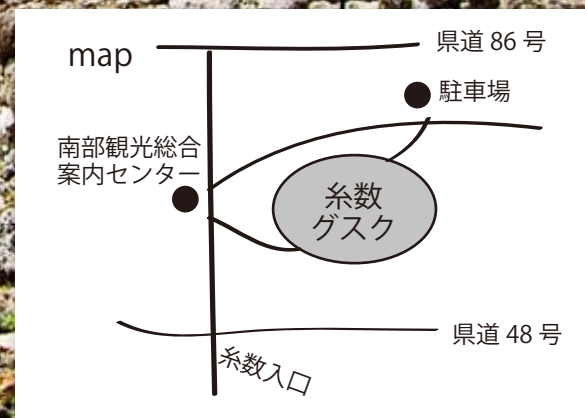 map
県道 86 号
駐車場
南部観光総合
案内センター
糸数
グスク
県道 48 号
糸数入口